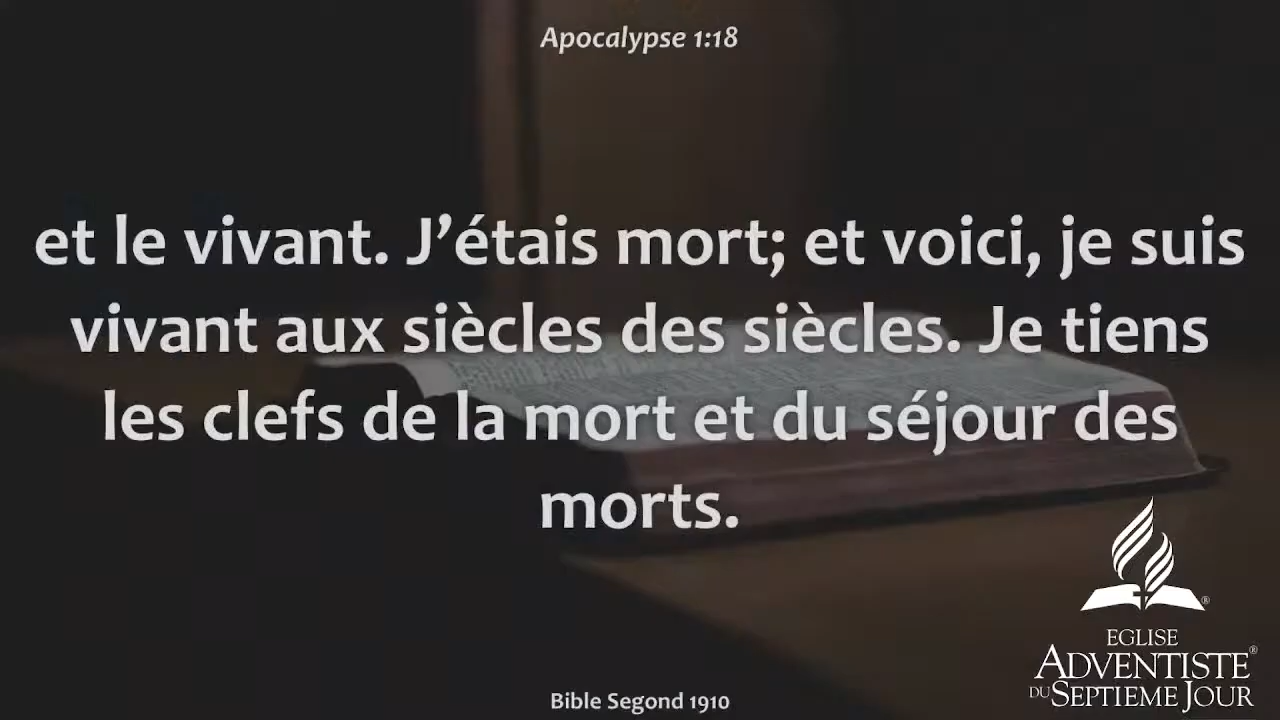 Apocalypse 1:18
et le vivant. J’étais mort; et voici, je suis
vivant aux siècles des siècles. Je tiens
les clefs de la mort et du séjour des
morts.
EGLISE
ADVENTISTE®
DU SEPTIEME JOUR
Bible Segond 1910